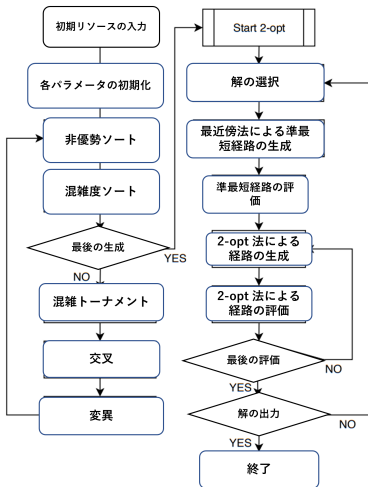 初期リソースの入力
各パラメータの初期化
非優勢ソート
混雑度ソート
最後の生成
YES
NO
混雑トーナメント
交叉
変異
Start 2-opt
解の選択
最近傍法による準最
短経路の生成
準最短経路の評
価
2-opt 法による
経路の生成
2-opt 法による
経路の評価
最後の評価
NO
YES
解の出力
NO
YES
終了